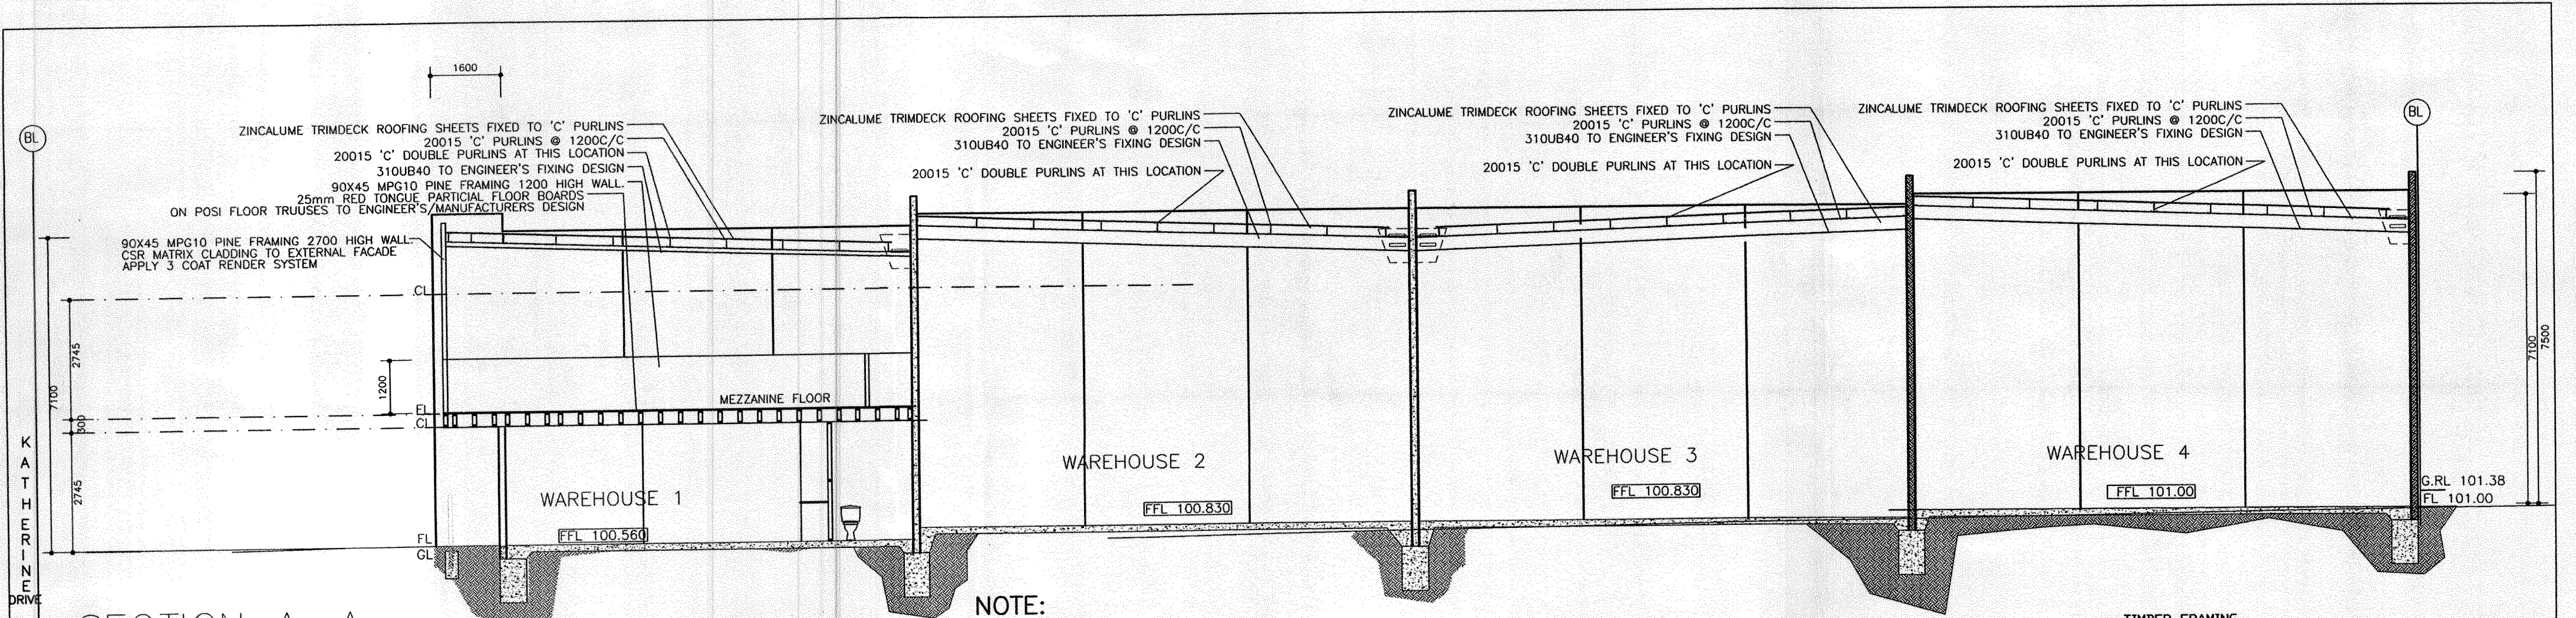 1600
BL
ZINCALUME TRIMDECK ROOFING SHEETS FIXED TO 'C' PURLINS
20015 'C' PURLINS @ 1200C/C
20015 'C' DOUBLE PURLINS AT THIS LOCATION
310UB40 TO ENGINEER'S FIXING DESIGN
90X45 MPG10 PINE FRAMING 1200 HIGH WALL.
25mm RED TONGUE PARTICIAL FLOOR BOARDS
ON POSI FLOOR TRUUSES TO ENGINEER'S/MANUFACTURERS DESIGN
90X45 MPG10 PINE FRAMING 2700 HIGH WALL.
CSR MATRIX CLADDING TO EXTERNAL FACADE
APPLY 3 COAT RENDER SYSTEM
ZINCALUME TRIMDECK ROOFING SHEETS FIXED TO 'C' PURLINS
20015 'C' PURLINS @ 1200C/C
310UB40 TO ENGINEER'S FIXING DESIGN
20015 'C' DOUBLE PURLINS AT THIS LOCATION
ZINCALUME TRIMDECK ROOFING SHEETS FIXED TO 'C' PURLINS
20015 'C' PURLINS @ 1200C/C
310UB40 TO ENGINEER'S FIXING DESIGN
20015 'C' DOUBLE PURLINS AT THIS LOCATION
ZINCALUME TRIMDECK ROOFING SHEETS FIXED TO 'C' PURLINS
20015 'C' PURLINS @ 1200C/C
310UB40 TO ENGINEER'S FIXING DESIGN
20015 'C' DOUBLE PURLINS AT THIS LOCATION
BL
CL
2745
7100
300
2745
1200
FL
CL
MEZZANINE FLOOR
WAREHOUSE 1
FFL 100.560
FL
GL
WAREHOUSE 2
FFL 100.830
WAREHOUSE 3
FFL 100.830
WAREHOUSE 4
FFL 101.00
7100
7500
G.RL 101.38
FL 101.00
KATHERINE
DRIVE
SECTION A-A
NOTE:
TIMBER FRAMING